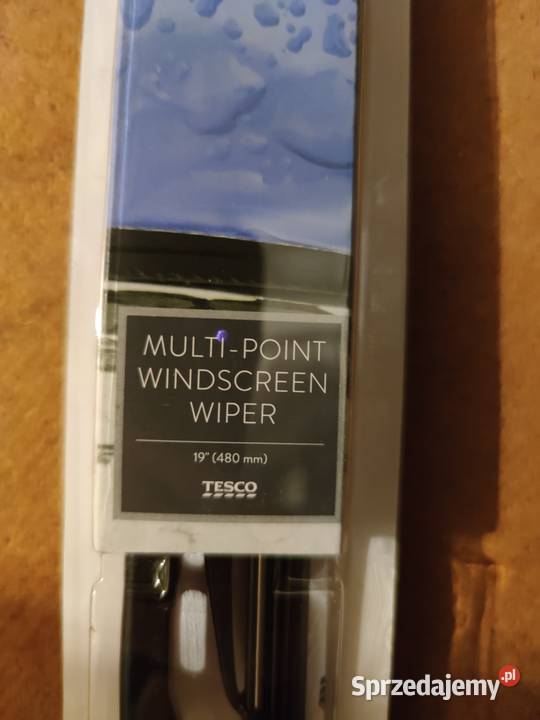 MULTI-POINT
WINDSCREEN
WIPER
19" (480 mm)
TESCO
Sprzedajemy.pl